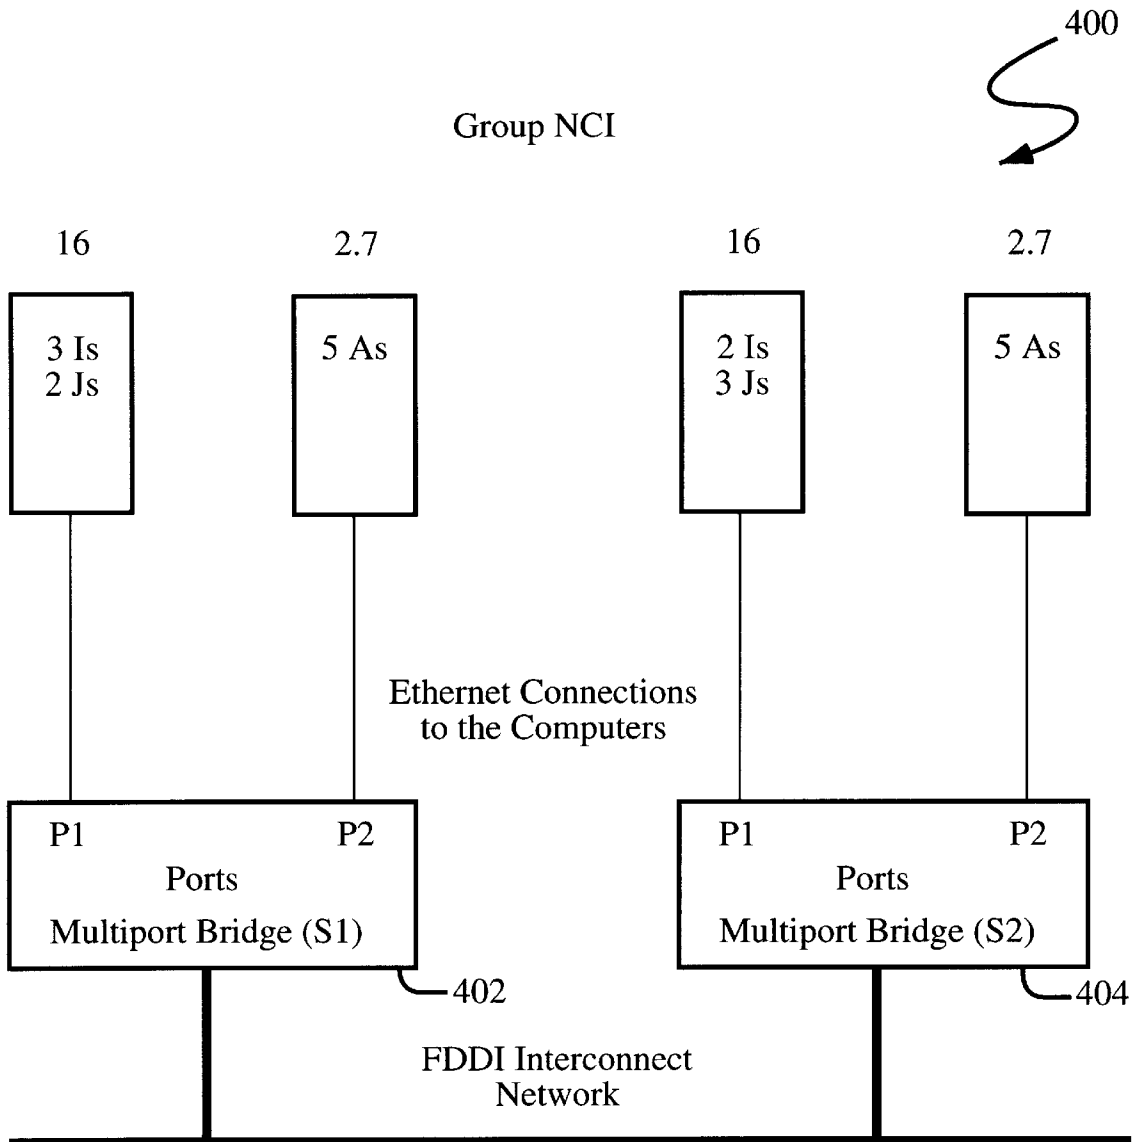 400
Group NCI
16
2.7
16
2.7
3 Is
2 Js
5 As
2 Is
3 Js
5 As
Ethernet Connections
to the Computers
P1
P2
Ports
Multiport Bridge (S1)
P1
P2
Ports
Multiport Bridge (S2)
402
404
FDDI Interconnect
Network